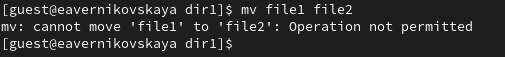 [guest@eavernikovskaya dir1]$ mv file1 file2
mv: cannot move 'file1' to 'file2': Operation not permitted
[guest@eavernikovskaya dir1]$